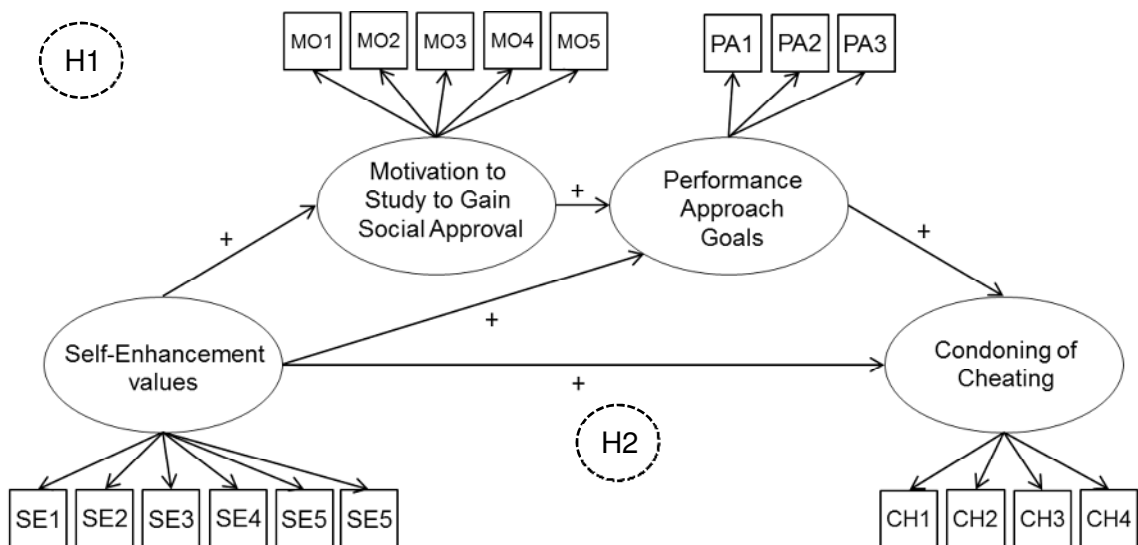 H1
MO1 MO2 MO3 MO4 MO5
PA1 PA2 PA3
Motivation to
Study to Gain
Social Approval
+
Performance
Approach
Goals
+
+
+
Self-Enhancement
values
+
Condoning of
Cheating
H2
SE1 SE2 SE3 SE4 SE5 SE5
CH1 CH2 CH3 CH4